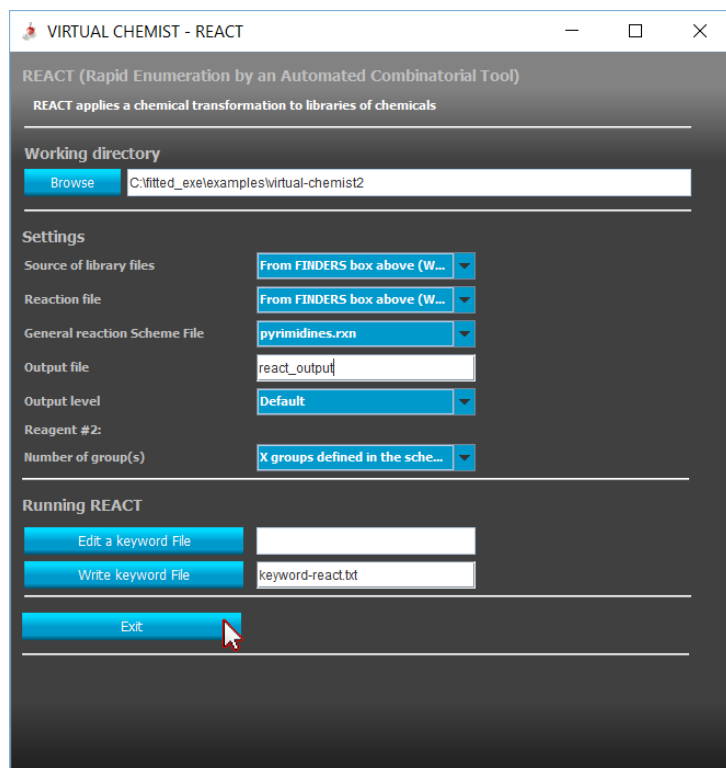 VIRTUAL CHEMIST - REACT
REACT (Rapid Enumeration by an Automated Combinatorial Tool)
REACT applies a chemical transformation to libraries of chemicals
Working directory
Browse C:\fitted_exe\examples\virtual-chemist2
Settings
Source of library files From FINDERS box above (W...
Reaction file From FINDERS box above (W...
General reaction Scheme File pyrimidines.rxn
Output file react_output
Output level Default
Reagent #2:
Number of group(s) X groups defined in the sche...
Running REACT
Edit a keyword File
Write keyword File keyword-react.txt
Exit